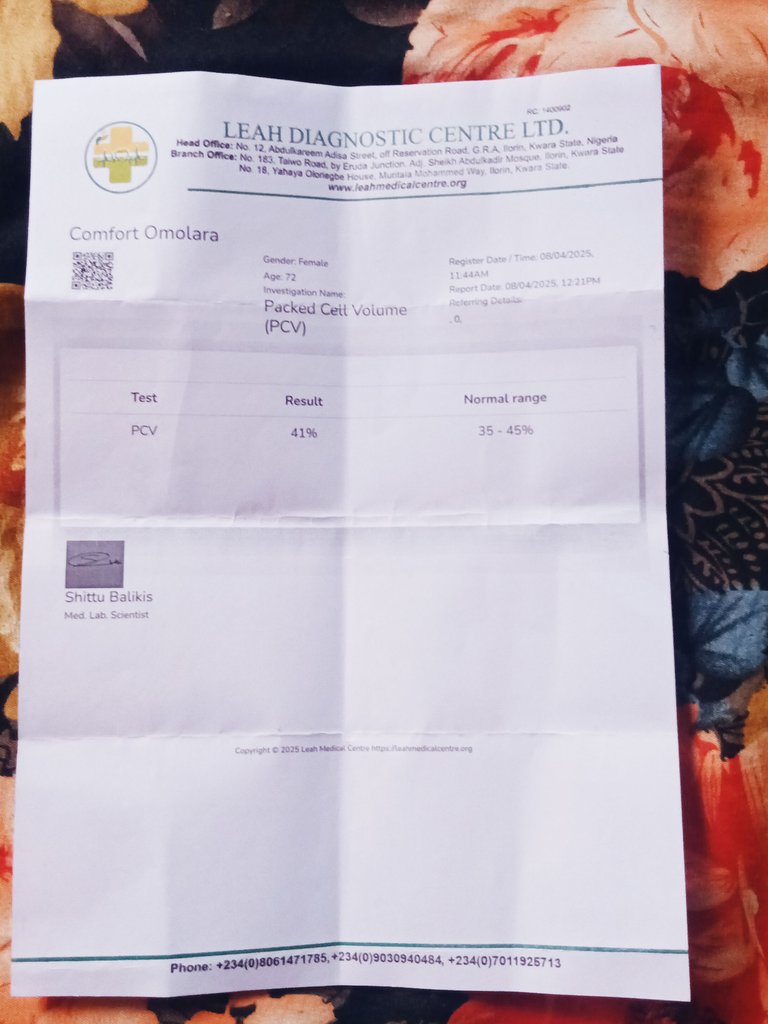 RC: 1400902
LEAH DIAGNOSTIC CENTRE LTD.
Head Office: No. 12, Abdulkareem Adisa Street, off Reservation Road, G.R.A, Ilorin, Kwara State, Nigeria
Branch Office: No. 183, Taiwo Road, by Eruda Junction, Adj. Sheikh Abdulkadir Mosque, Ilorin, Kwara State
No. 18, Yahaya Olonegbe House, Muritala Mohammed Way, Ilorin, Kwara State.
www.leahmedicalcentre.org
Comfort Omolara
Gender: Female
Age: 72
Investigation Name:
Packed Cell Volume
(PCV)
Register Date / Time: 08/04/2025,
11:44AM
Report Date: 08/04/2025, 12:21PM
Referring Details:
, 0,
Test Result Normal range
PCV 41% 35 - 45%
Shittu Balikis
Med. Lab. Scientist
Copyright © 2025 Leah Medical Centre https://leahmedicalcentre.org
Phone: +234(0)8061471785, +234(0)9030940484, +234(0)7011925713